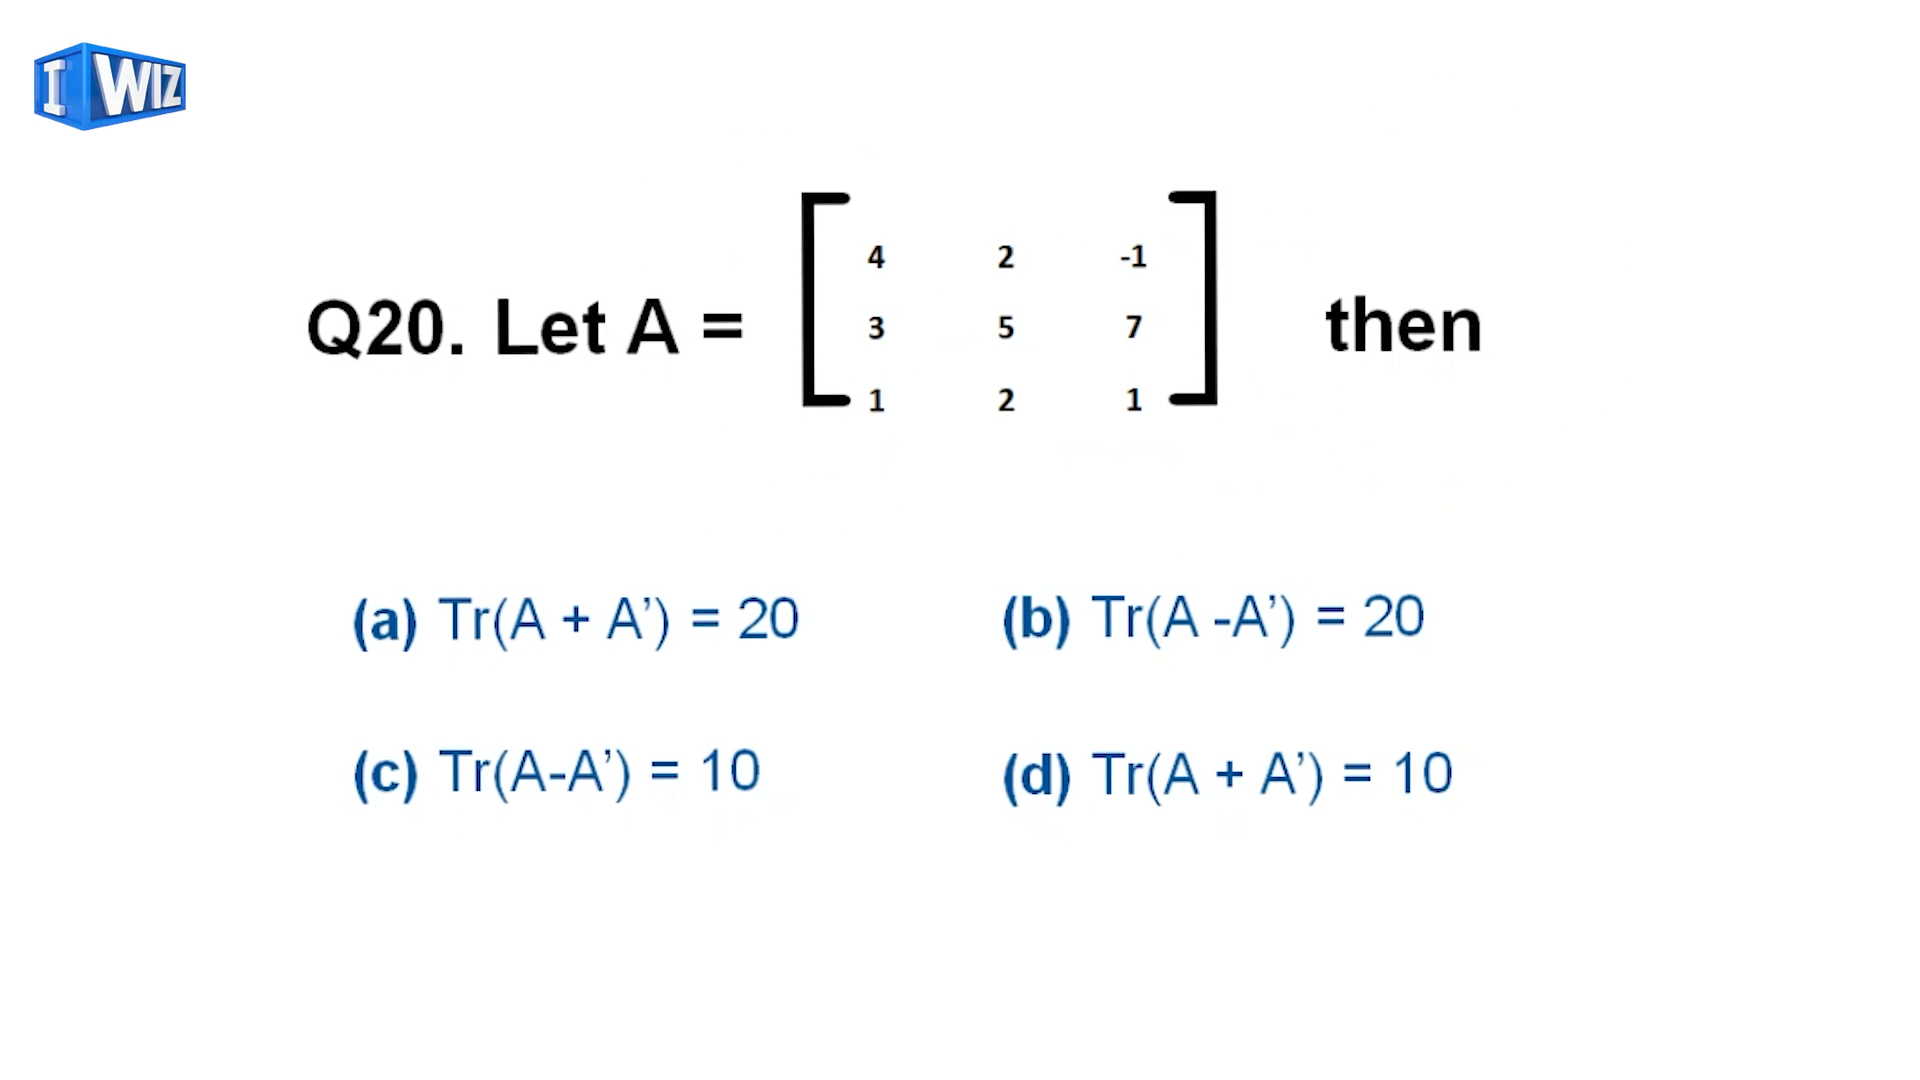 I WIZ
4 2 -1
Q20. Let A = 3 5 7 then
1 2 1
(a) Tr(A + A’) = 20 (b) Tr(A -A’) = 20
(c) Tr(A-A’) = 10 (d) Tr(A + A’) = 10